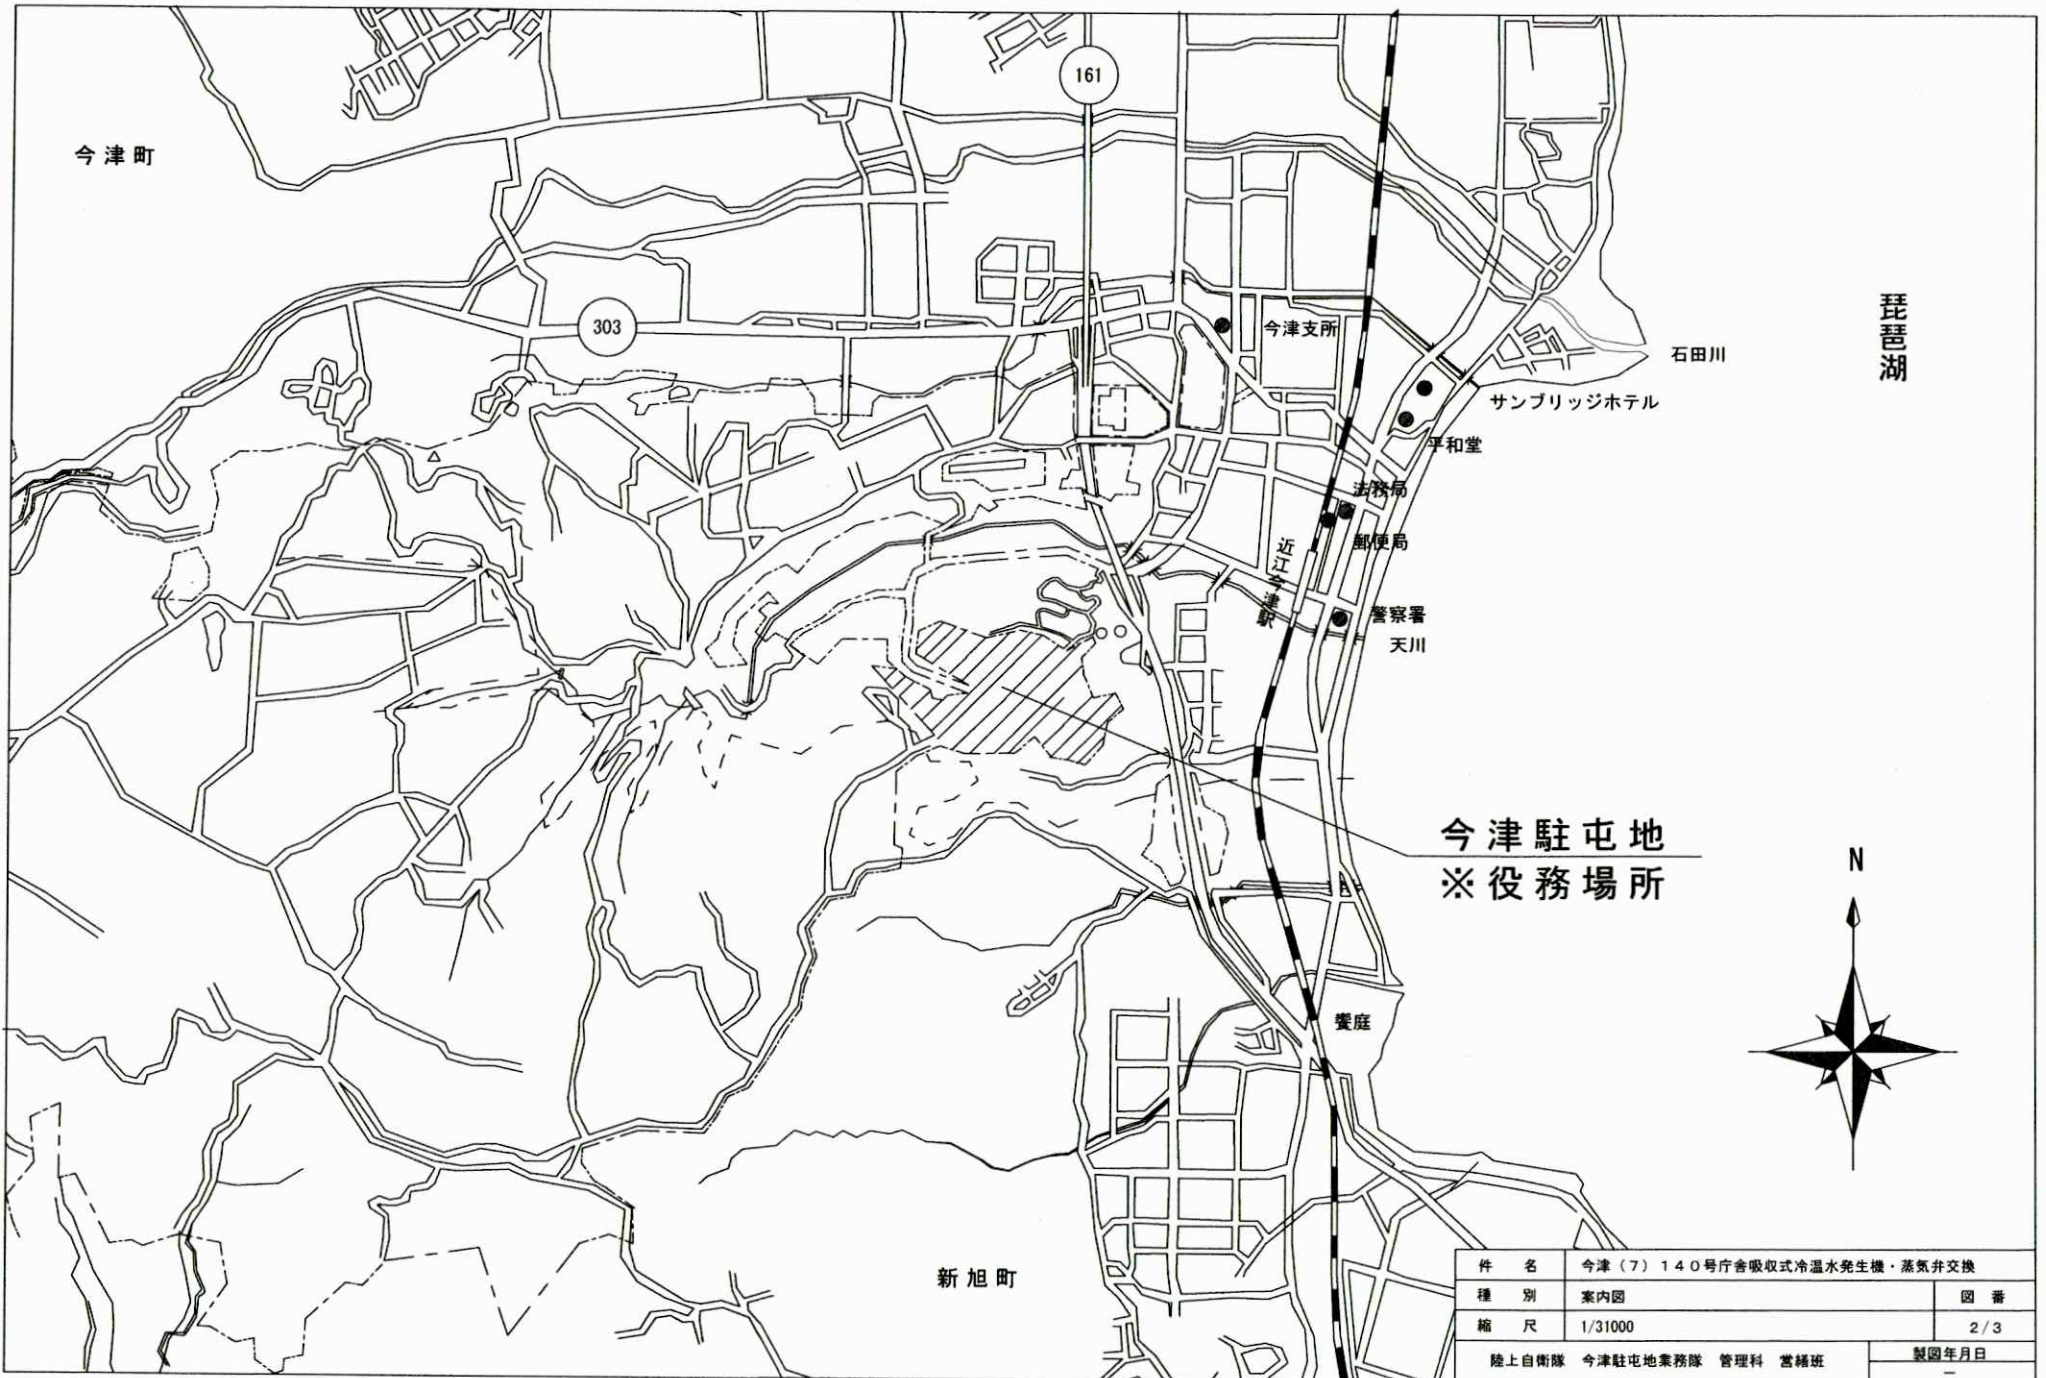 161
今津町
303
今津支所
琵琶湖
石田川
サンブリッジホテル
平和堂
法務局
郵便局
近江今津駅
警察署
天川
今津駐屯地
※役務場所
N
饗庭
新旭町
件 名 今津（7）140号庁舎吸収式冷温水発生機・蒸気弁交換
種 別 案内図 図 番
縮 尺 1/31000 2/3
陸上自衛隊 今津駐屯地業務隊 管理科 営繕班 製図年月日
－